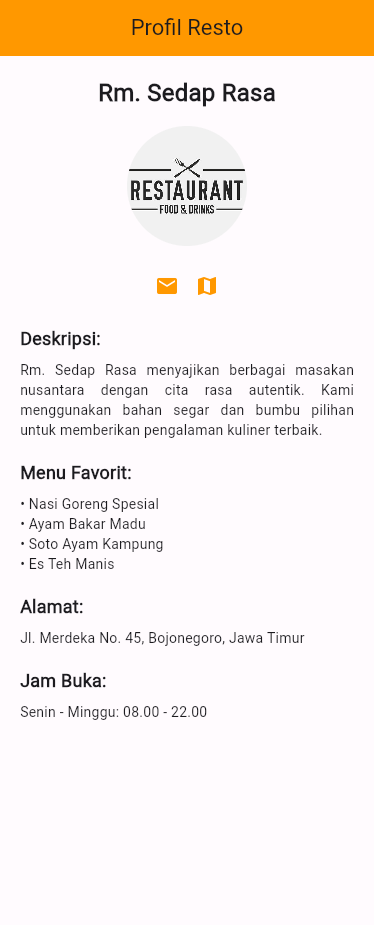 Profil Resto
Rm. Sedap Rasa
RESTAURANT
FOOD & DRINKS
Deskripsi:
Rm. Sedap Rasa menyajikan berbagai masakan
nusantara dengan cita rasa autentik. Kami
menggunakan bahan segar dan bumbu pilihan
untuk memberikan pengalaman kuliner terbaik.
Menu Favorit:
• Nasi Goreng Spesial
• Ayam Bakar Madu
• Soto Ayam Kampung
• Es Teh Manis
Alamat:
Jl. Merdeka No. 45, Bojonegoro, Jawa Timur
Jam Buka:
Senin - Minggu: 08.00 - 22.00